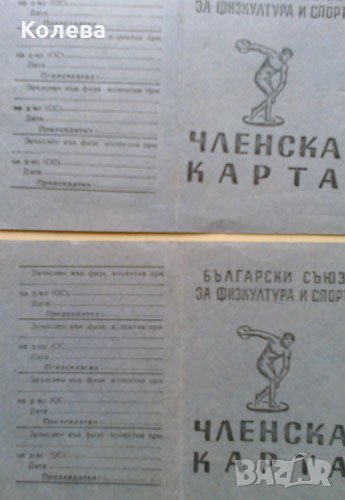 Колева
ЗА ФИЗКУЛТУРА И СПОРТ
Зачислен към физк. колектив при
на д-во (ОС)
Дата
Председател:
Зачислен към физк. колектив при
на д-во (ОС)
Дата
Председател:
на д-во (ОС)
Дата
Председател:
ЧЛЕНСКА
КАРТА
Зачислен към физк. колектив при
на д-во (ОС)
Дата
Председател:
Зачислен към физк. колектив при
на д-во (ОС)
Дата
Председател:
Зачислен към физк. колектив при
на д-во (ОС)
Дата
Председател:
Зачислен към физк. колектив при
на д-во (ОС)
Дата
Председател:
БЪЛГАРСКИ СЪЮЗ
ЗА ФИЗКУЛТУРА И СПОРТ
ЧЛЕНСКА
КАРТА
bazar.bg